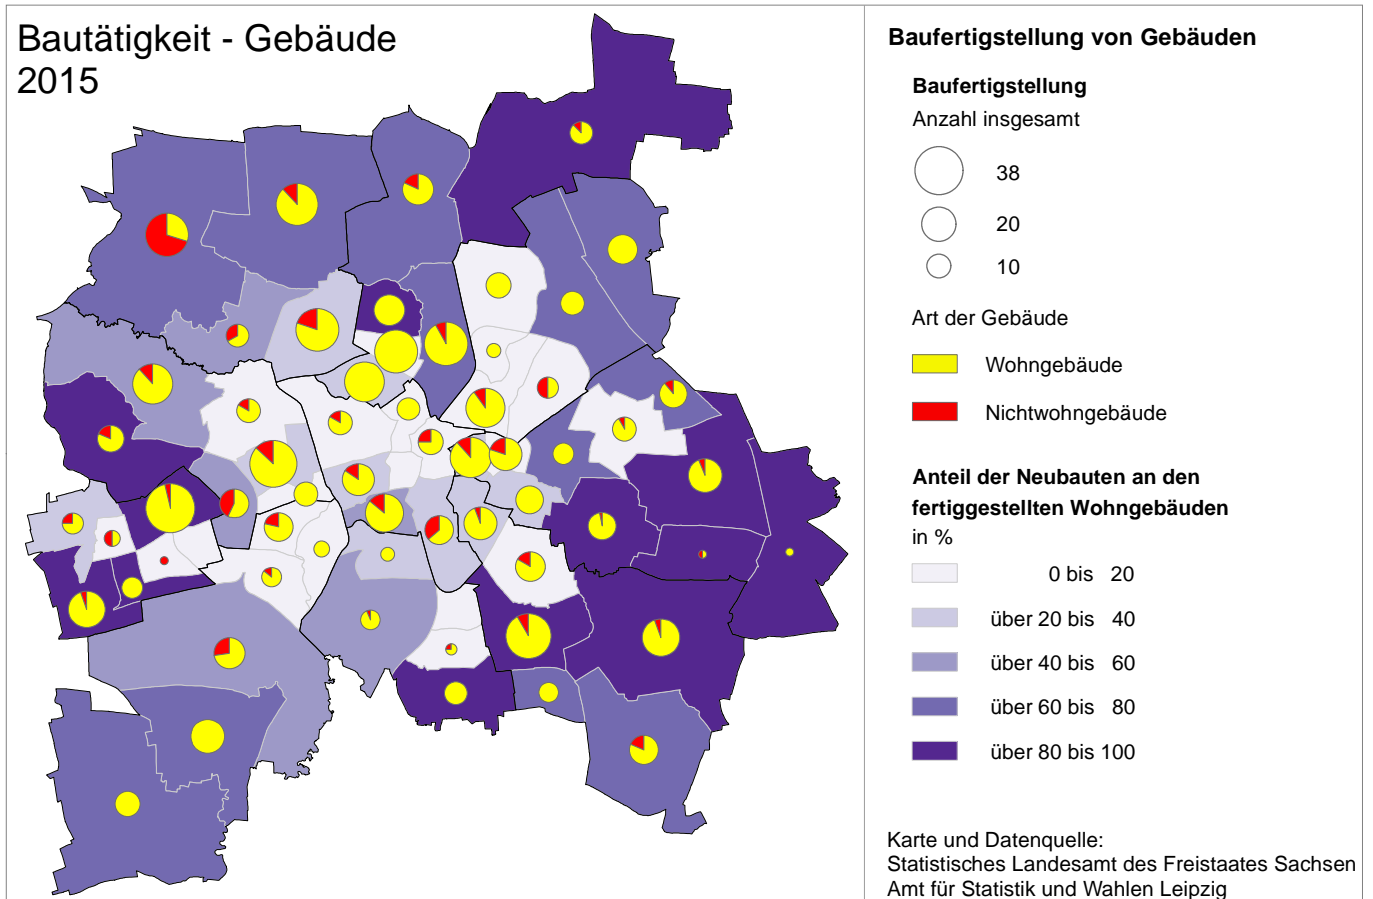 Bautätigkeit - Gebäude
2015
Baufertigstellung von Gebäuden
Baufertigstellung
Anzahl insgesamt
38
20
10
Art der Gebäude
Wohngebäude
Nichtwohngebäude
Anteil der Neubauten an den
fertiggestellten Wohngebäuden
in %
0 bis 20
über 20 bis 40
über 40 bis 60
über 60 bis 80
über 80 bis 100
Karte und Datenquelle:
Statistisches Landesamt des Freistaates Sachsen
Amt für Statistik und Wahlen Leipzig